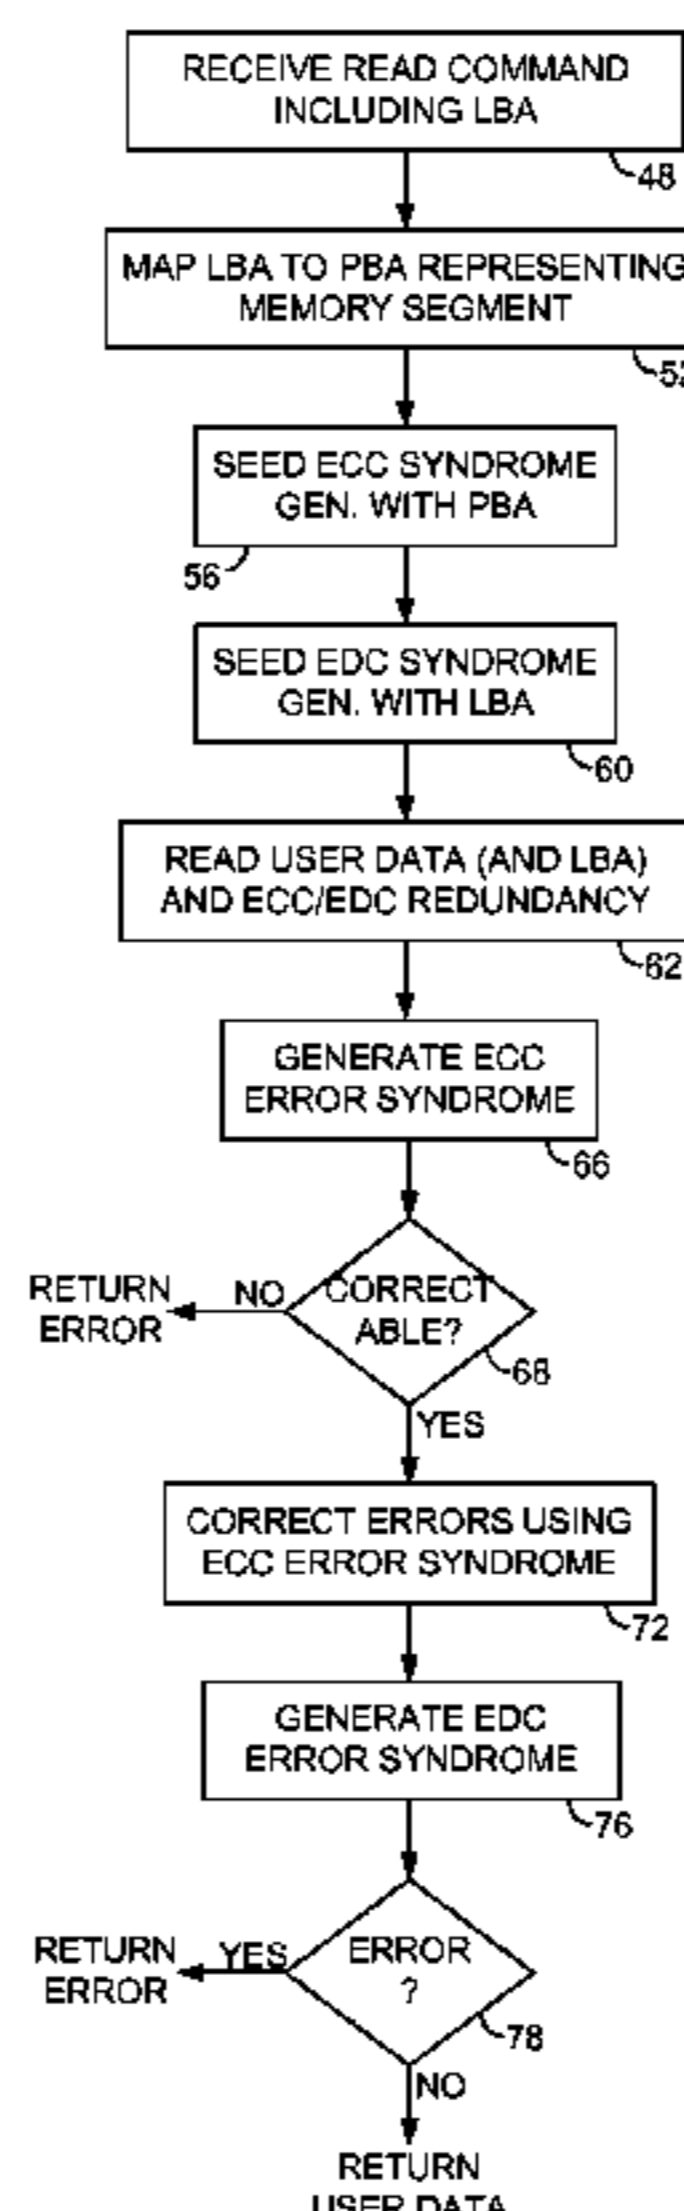 RECEIVE READ COMMAND
INCLUDING LBA
48
MAP LBA TO PBA REPRESENTING
MEMORY SEGMENT
SEED ECC SYNDROME
GEN. WITH PBA
56
SEED EDC SYNDROME
GEN. WITH LBA
60
READ USER DATA (AND LBA)
AND ECC/EDC REDUNDANCY
62
GENERATE ECC
ERROR SYNDROME
66
RETURN
ERROR
NO
CORRECT
ABLE?
68
YES
CORRECT ERRORS USING
ECC ERROR SYNDROME
72
GENERATE EDC
ERROR SYNDROME
76
RETURN
ERROR
YES
ERROR
?
78
NO
RETURN
USER DATA